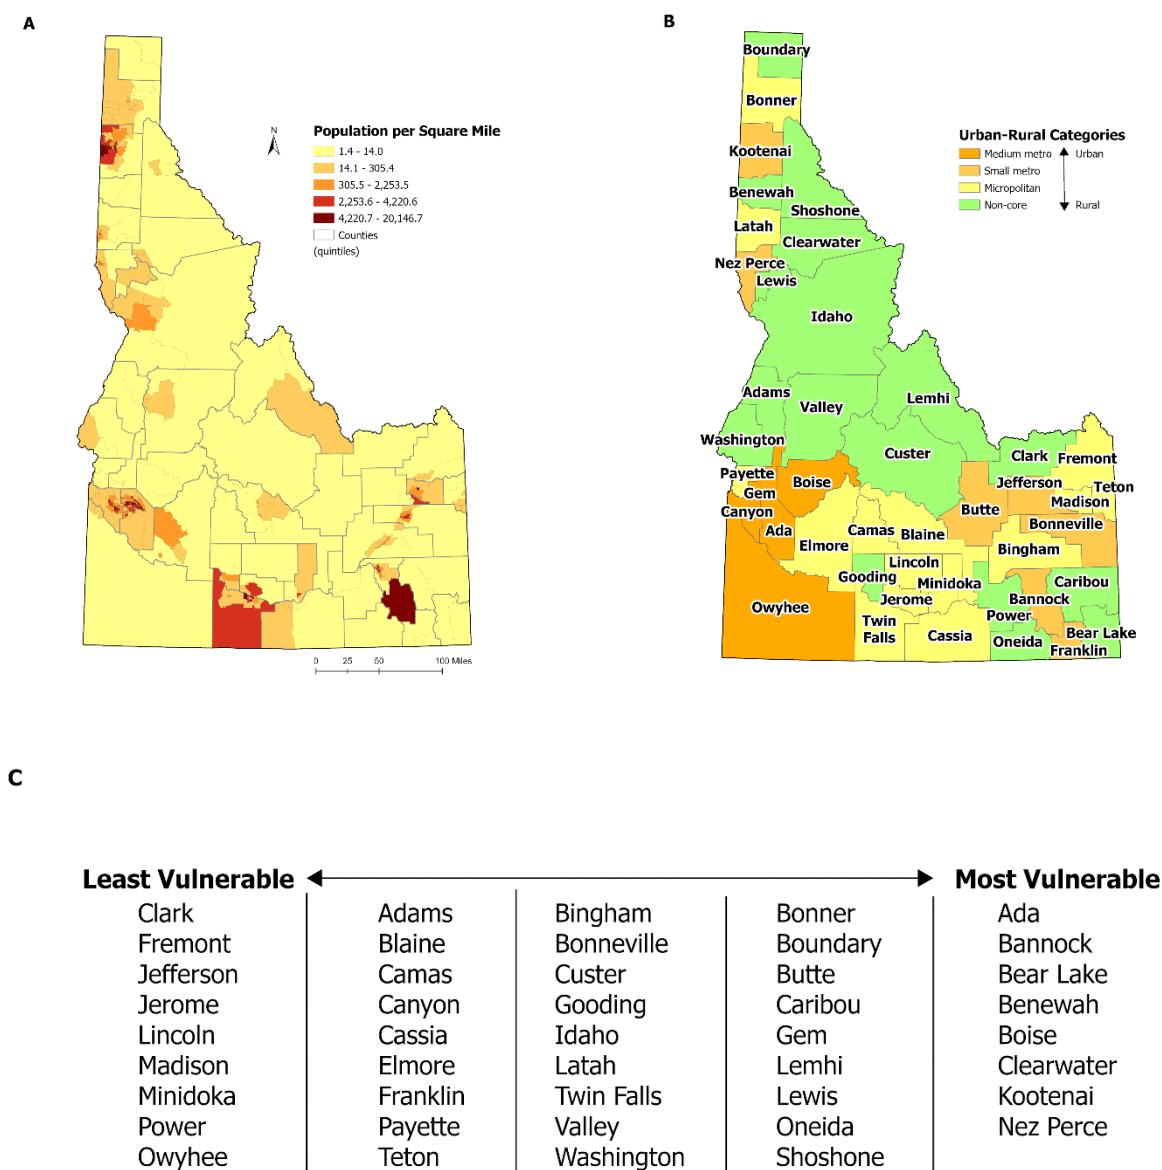 A
N
Population per Square Mile
1.4 - 14.0
14.1 - 305.4
305.5 - 2,253.5
2,253.6 - 4,220.6
4,220.7 - 20,146.7
Counties
(quintiles)
0 25 50 100 Miles
B
Urban-Rural Categories
Medium metro
Small metro
Micropolitan
Non-core
Urban
Rural
Boundary
Bonner
Kootenai
Benewah
Shoshone
Latah
Clearwater
Nez Perce
Lewis
Idaho
Adams
Valley
Lemhi
Washington
Custer
Clark
Fremont
Payette
Boise
Jefferson
Teton
Gem
Madison
Canyon
Butte
Bonneville
Ada
Camas
Blaine
Elmore
Bingham
Lincoln
Gooding
Minidoka
Caribou
Jerome
Bannock
Owyhee
Power
Twin
Falls
Cassia
Oneida
Bear Lake
Franklin
C
Least Vulnerable Most Vulnerable
Clark Adams Bingham Bonner Ada
Fremont Blaine Bonneville Boundary Bannock
Jefferson Camas Custer Butte Bear Lake
Jerome Canyon Gooding Caribou Benewah
Lincoln Cassia Idaho Gem Boise
Madison Elmore Latah Lemhi Clearwater
Minidoka Franklin Twin Falls Lewis Kootenai
Power Payette Valley Oneida Nez Perce
Owyhee Teton Washington Shoshone